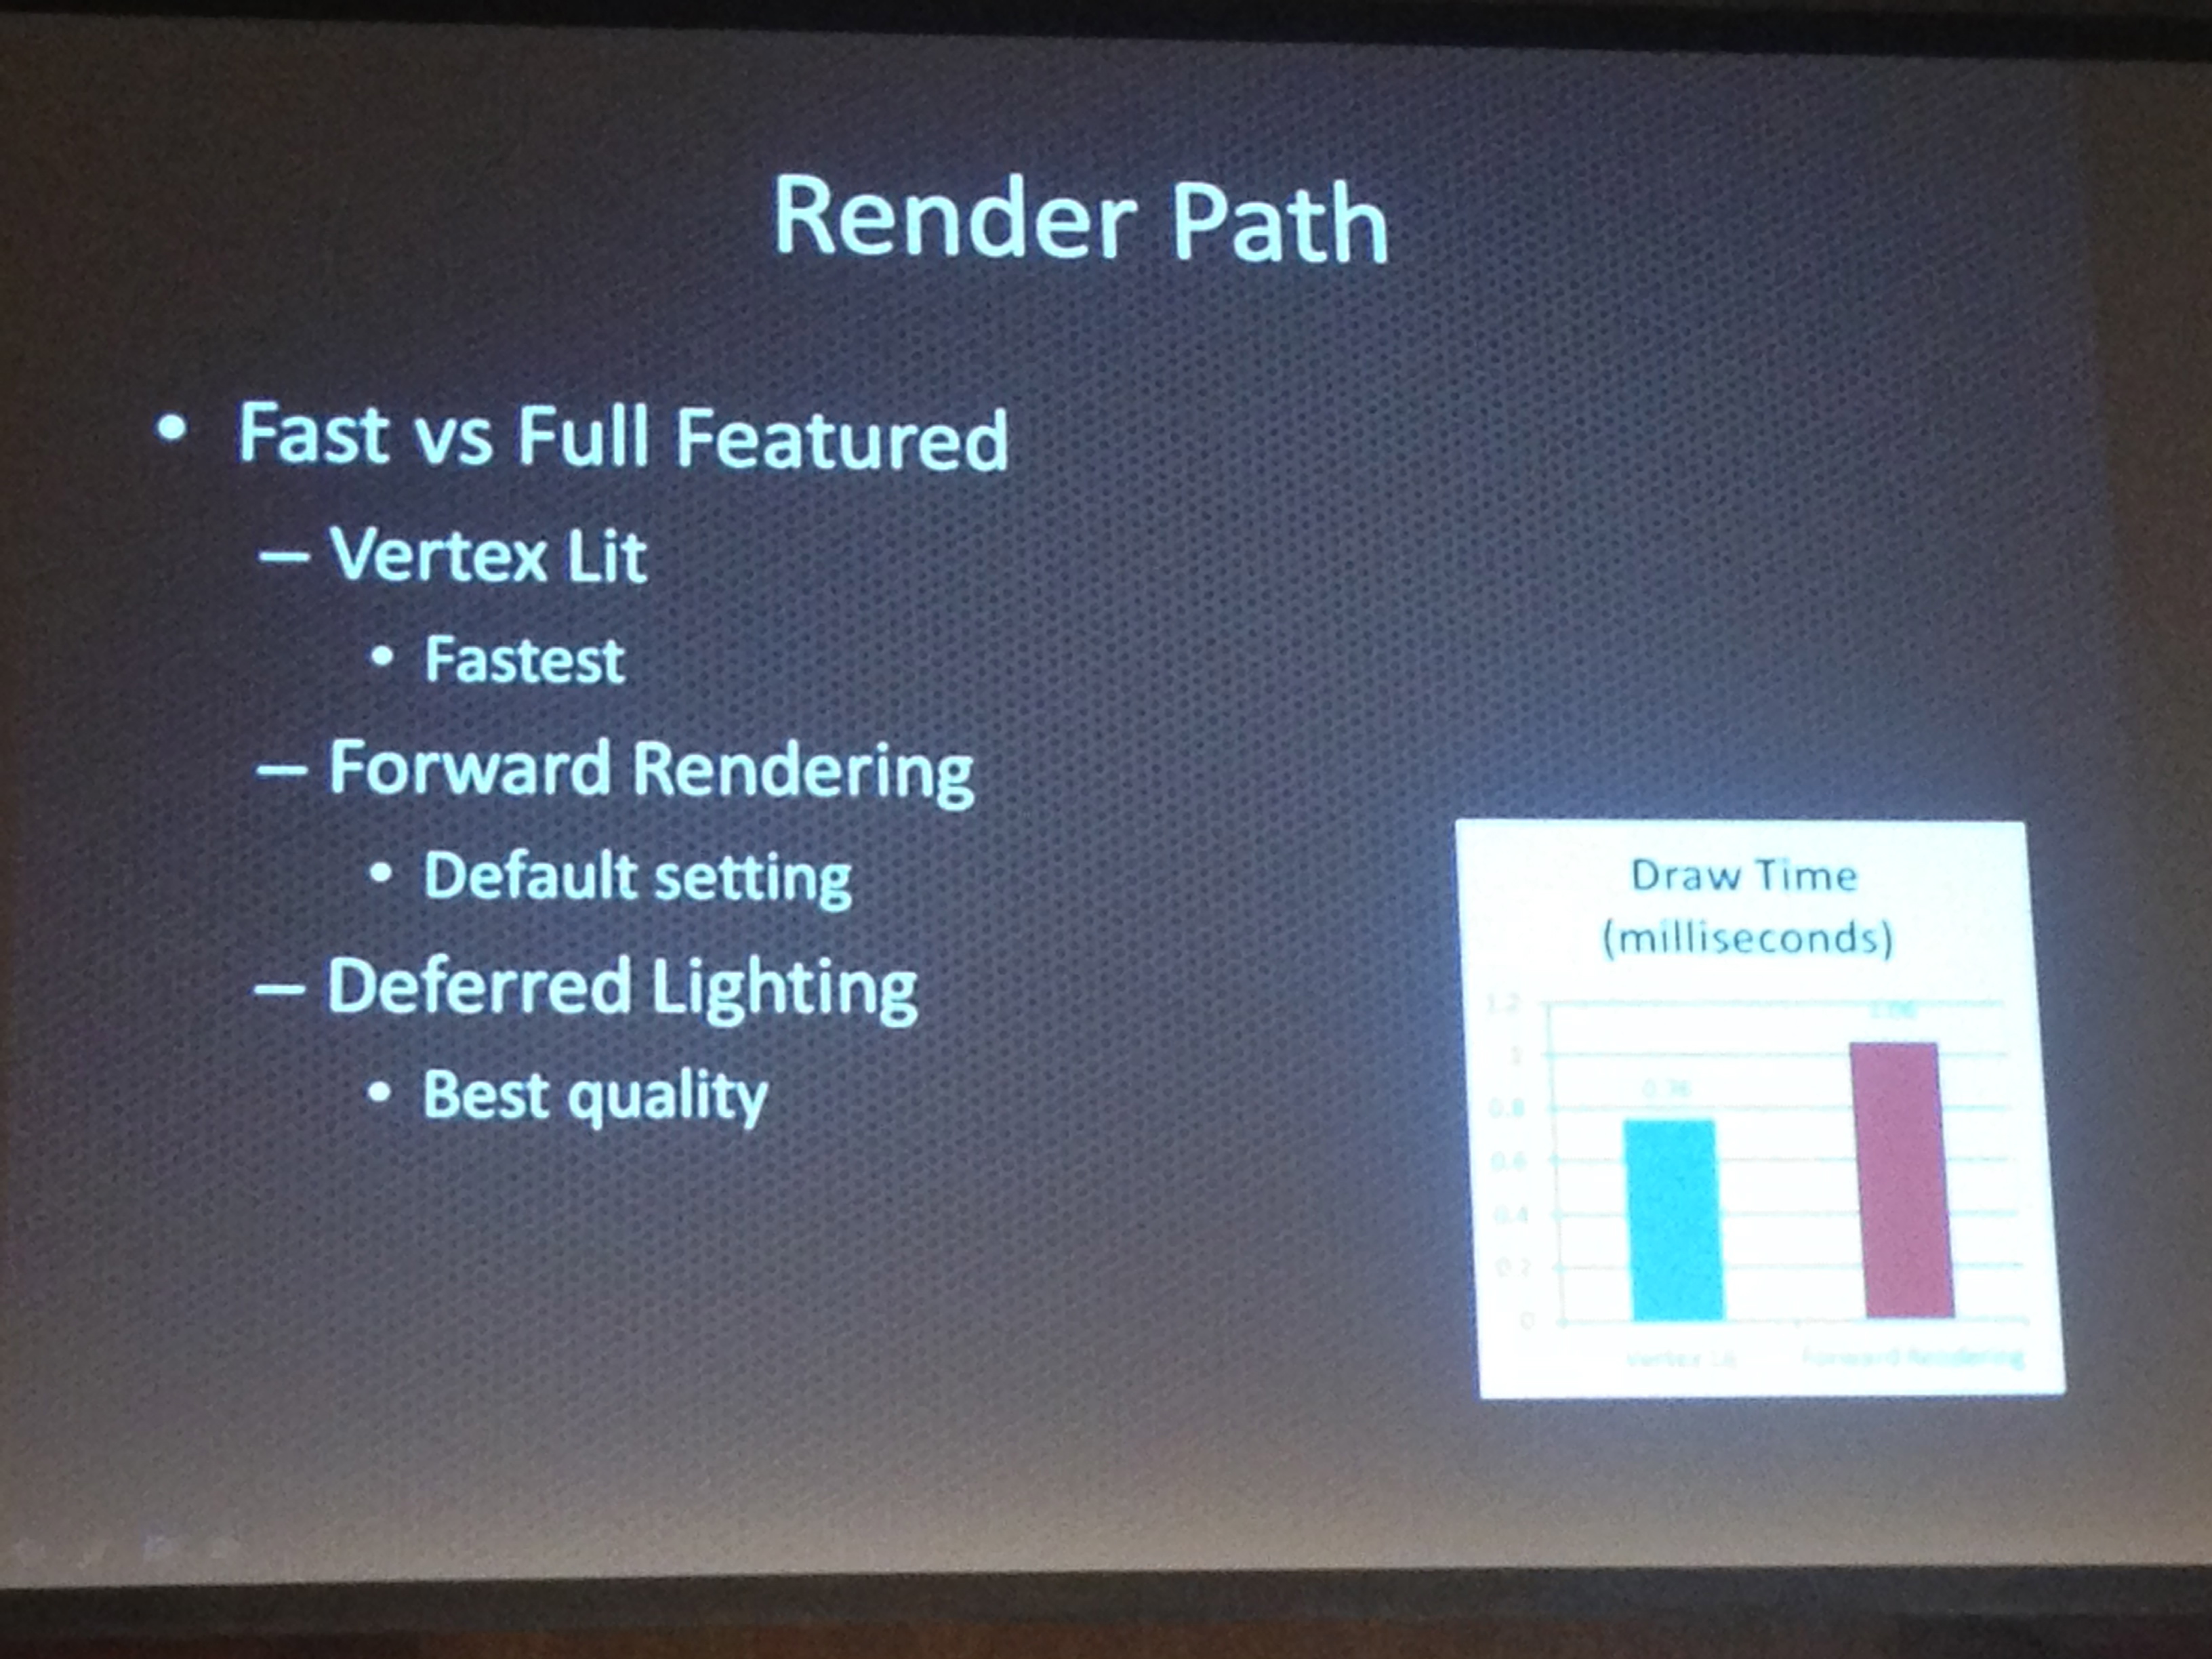 Render Path
• Fast vs Full Featured
– Vertex Lit
• Fastest
– Forward Rendering
• Default setting
– Deferred Lighting
• Best quality
Draw Time
(milliseconds)
1.2
1
0.8
0.6
0.4
0.2
0
0.76
1.06
Vertex Lit
Forward Rendering